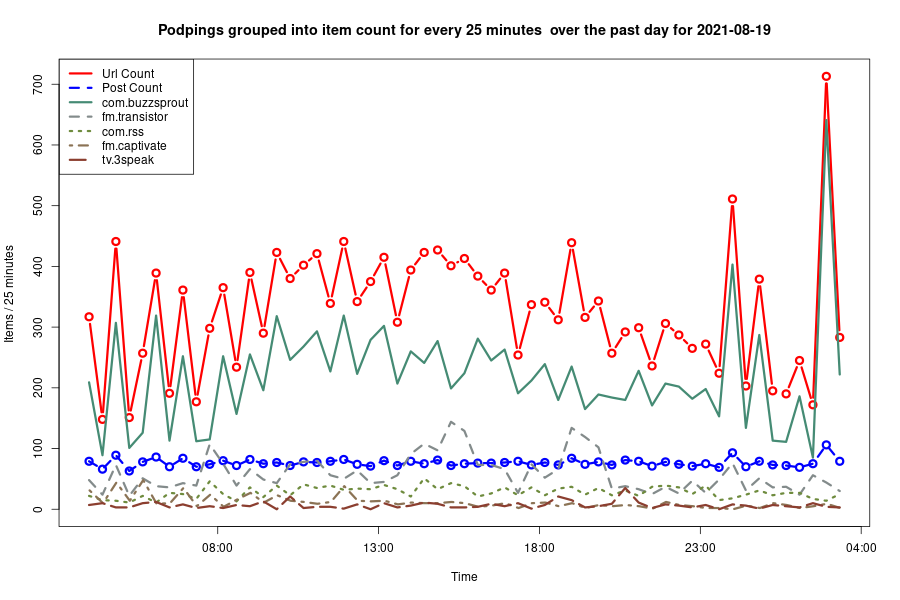 Podpings grouped into item count for every 25 minutes  over the past day for 2021-08-19
Url Count
Post Count
com.buzzsprout
fm.transistor
com.rss
fm.captivate
tv.3speak
Items / 25 minutes
700
600
500
400
300
200
100
0
08:00
13:00
18:00
23:00
04:00
Time